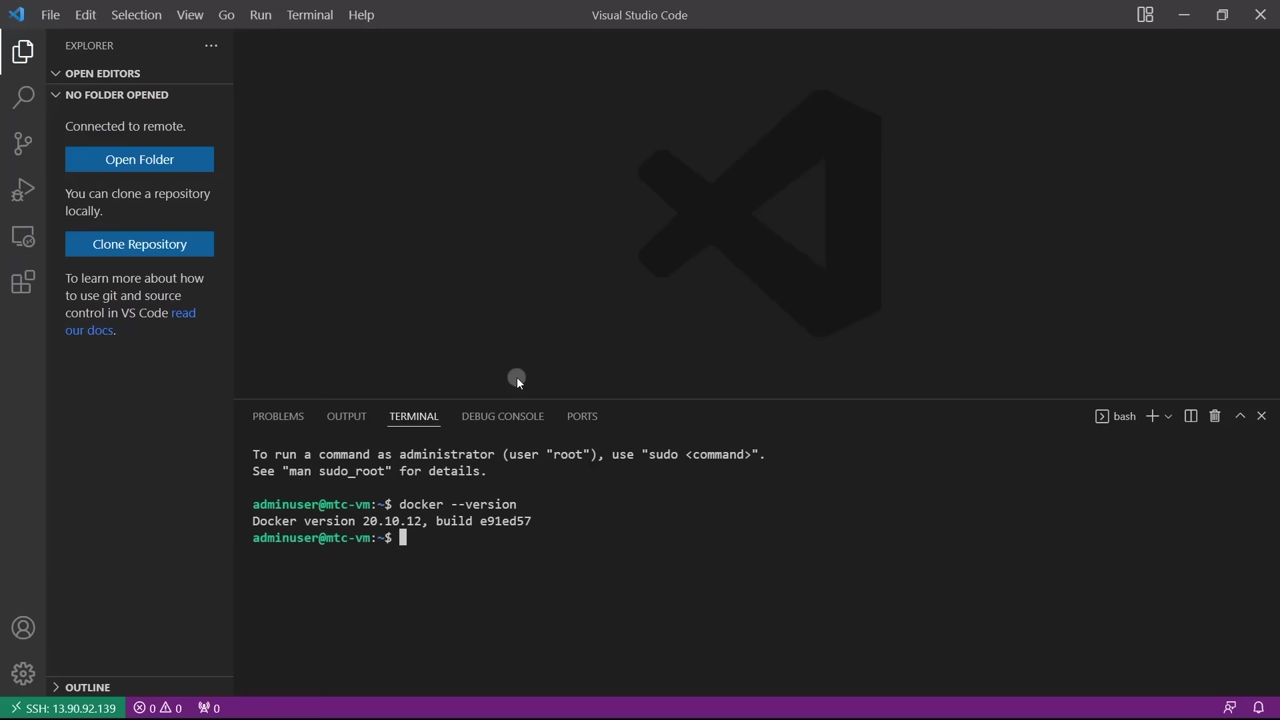 File Edit Selection View Go Run Terminal Help
Visual Studio Code
EXPLORER
OPEN EDITORS
NO FOLDER OPENED
Connected to remote.
Open Folder
You can clone a repository
locally.
Clone Repository
To learn more about how
to use git and source
control in VS Code read
our docs.
PROBLEMS OUTPUT TERMINAL DEBUG CONSOLE PORTS
bash
To run a command as administrator (user "root"), use "sudo <command>".
See "man sudo_root" for details.
adminuser@mtc-vm:~$ docker --version
Docker version 20.10.12, build e91ed57
adminuser@mtc-vm:~$
OUTLINE
SSH: 13.90.92.139 0 0 0